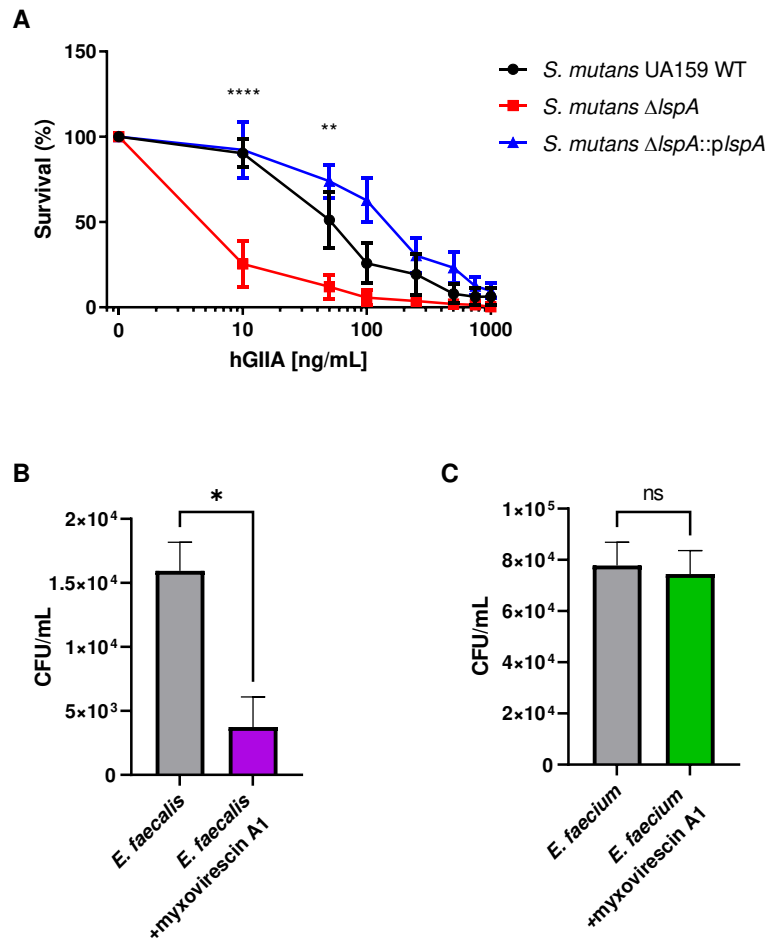 A
150
100
50
0
Survival (%)
0
10
100
1000
hGIIA [ng/mL]
****
**
S. mutans UA159 WT
S. mutans ΔlspA
S. mutans ΔlspA::plspA
B
2×10⁴
1.5×10⁴
1×10⁴
5×10³
0
CFU/mL
*
E. faecalis
E. faecalis
+myxovirescin A1
C
1×10⁵
8×10⁴
6×10⁴
4×10⁴
2×10⁴
0
CFU/mL
ns
E. faecium
E. faecium
+myxovirescin A1